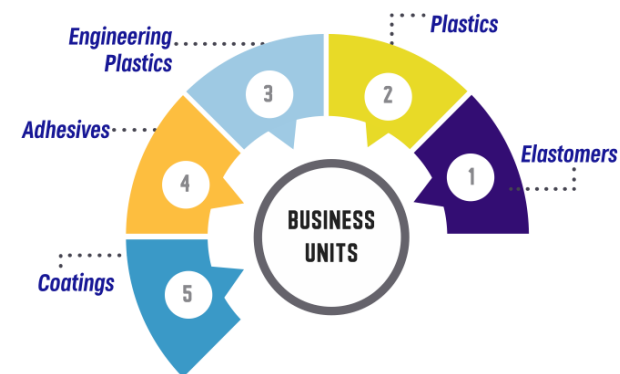 Engineering
Plastics
3
2
Plastics
Adhesives
4
1
Elastomers
BUSINESS
UNITS
Coatings
5